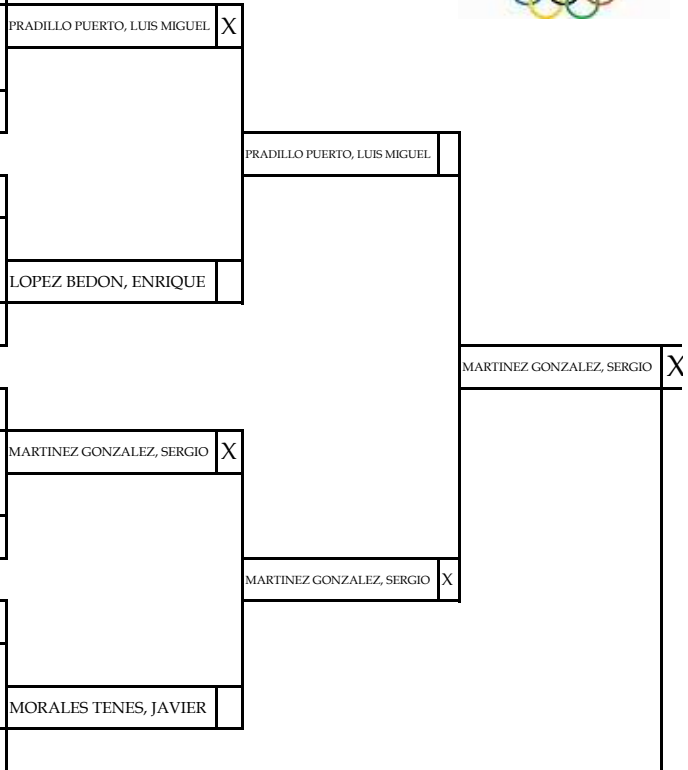 PRADILLO PUERTO, LUIS MIGUEL X
PRADILLO PUERTO, LUIS MIGUEL
LOPEZ BEDON, ENRIQUE
MARTINEZ GONZALEZ, SERGIO X
MARTINEZ GONZALEZ, SERGIO X
MARTINEZ GONZALEZ, SERGIO X
MORALES TENES, JAVIER